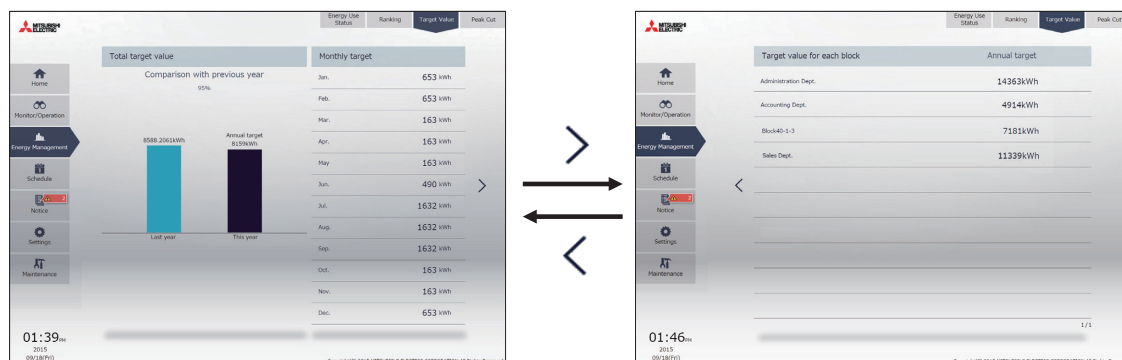 MITSUBISHI
ELECTRIC
Energy Use
Status
Ranking
Target Value
Peak Cut
Total target value
Monthly target
Comparison with previous year
95%
8588.2061kWh
Annual target
8159kWh
Last year
This year
Jan. 653 kWh
Feb. 653 kWh
Mar. 163 kWh
Apr. 163 kWh
May 163 kWh
Jun. 490 kWh
Jul. 1632 kWh
Aug. 1632 kWh
Sep. 1632 kWh
Oct. 163 kWh
Nov. 163 kWh
Dec. 653 kWh
Home
Monitor/Operation
Energy Management
Schedule
Notice
Settings
Maintenance
01:39PM
2015
09/18(Fri)
MITSUBISHI
ELECTRIC
Energy Use
Status
Ranking
Target Value
Peak Cut
Target value for each block
Annual target
Administration Dept. 14363kWh
Accounting Dept. 4914kWh
Block40-1-3 7181kWh
Sales Dept. 11339kWh
1/1
Home
Monitor/Operation
Energy Management
Schedule
Notice
Settings
Maintenance
01:46PM
2015
09/18(Fri)